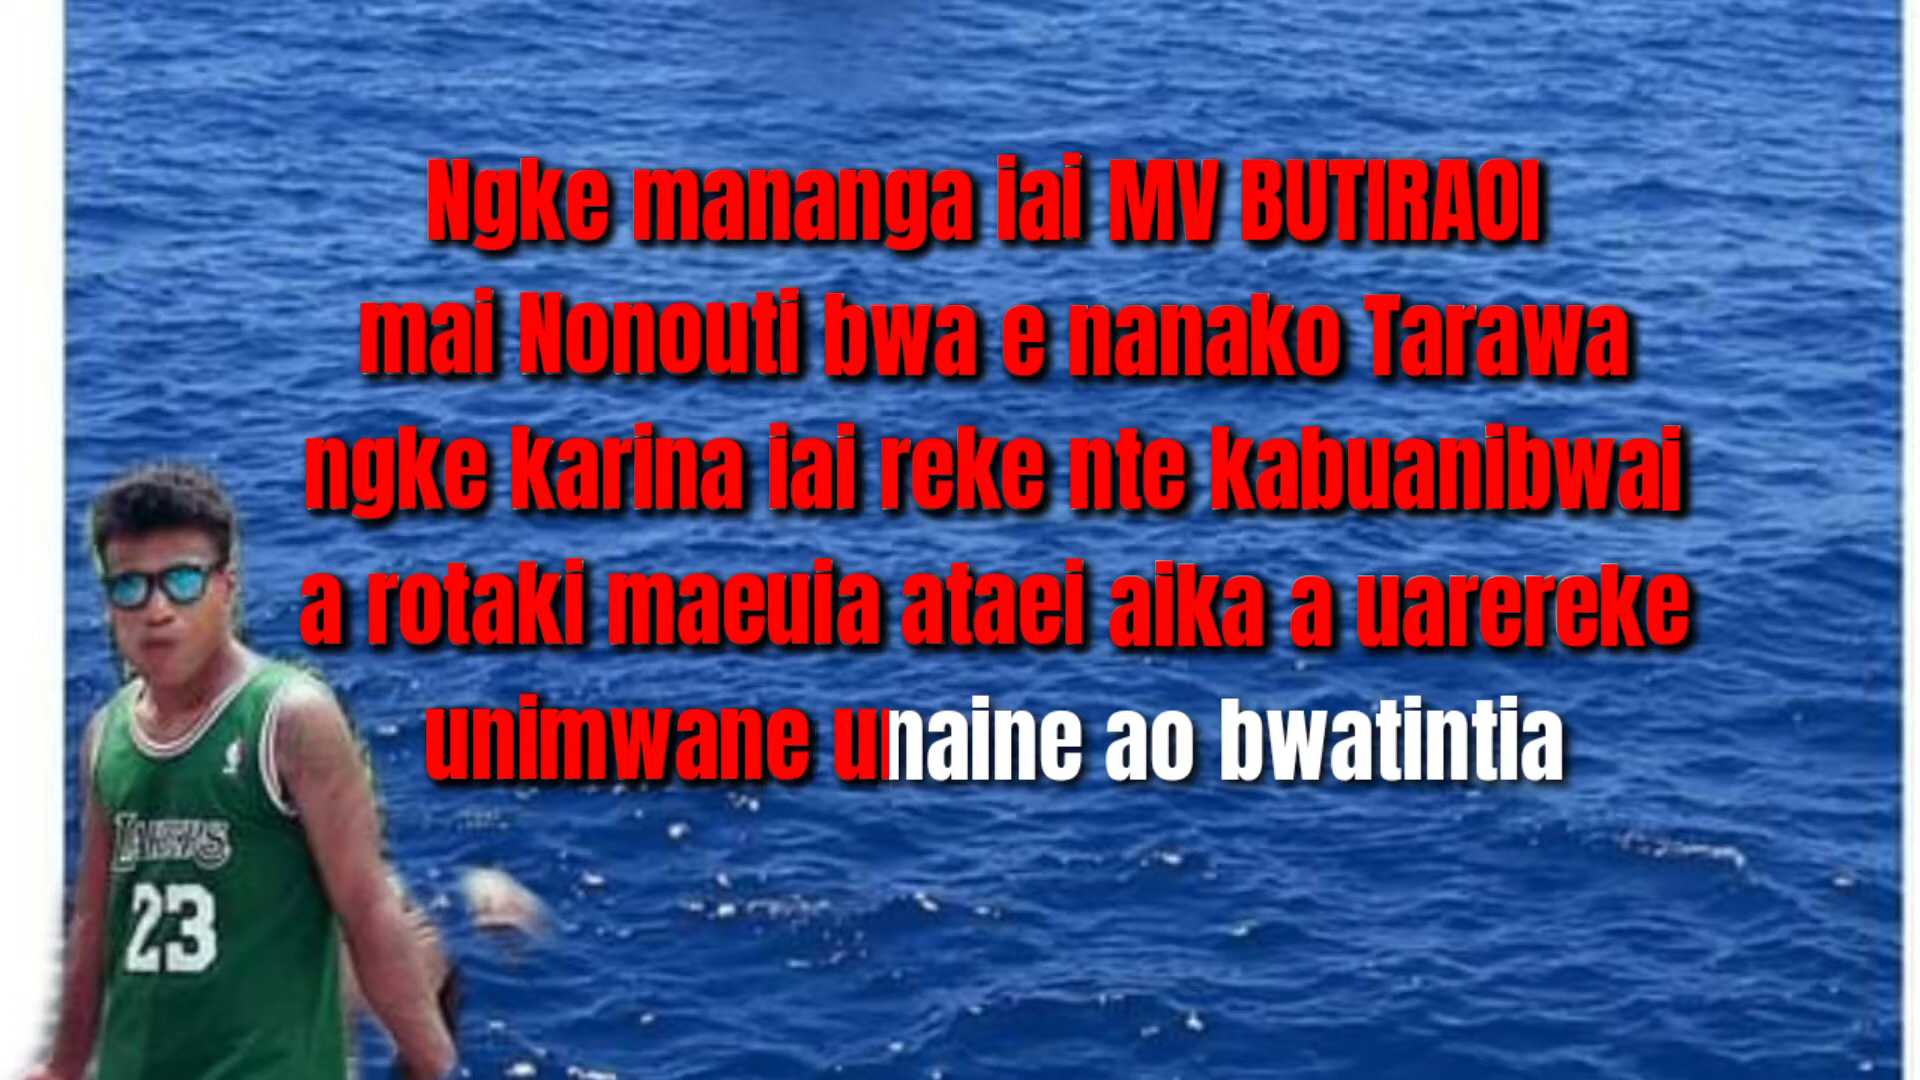 Ngke mananga iai MV BUTIRAOI
mai Nonouti bwa e nanako Tarawa
ngke karina iai reke nte kabuanibwai
a rotaki maeuia ataei aika a uarereke
unimwane unaine ao bwatintia
23